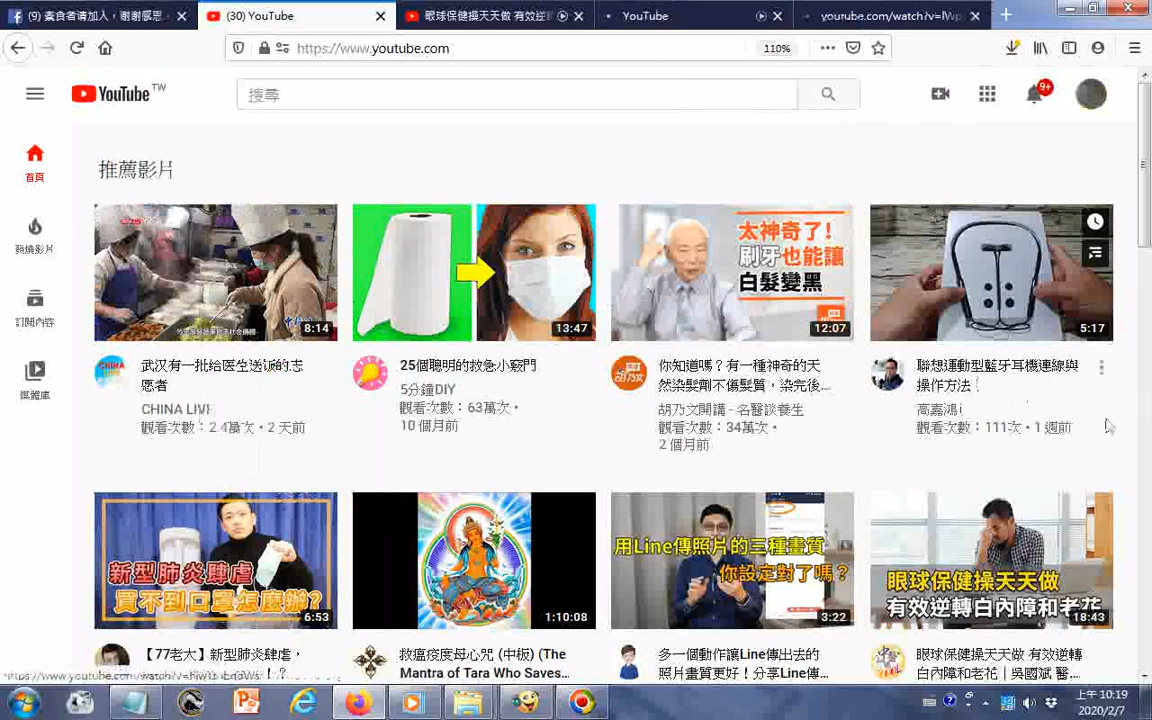 (9) 素食者请加入，谢谢感恩
(30) YouTube
眼球保健操天天做 有效逆轉
YouTube
youtube.com/watch?v=IWp
https://www.youtube.com
110%
YouTube TW
搜尋
9+
首頁
發燒影片
訂閱內容
媒體庫
推薦影片
8:14
13:47
太神奇了!
刷牙也能讓
白髮變黑
12:07
5:17
武汉有一批给医生送饭的志
愿者
CHINA LIVE
觀看次數：2.4萬次・2 天前
25個聰明的救急小竅門
5分鐘DIY
觀看次數：63萬次・
10 個月前
胡乃文
你知道嗎？有一種神奇的天
然染髮劑不傷髮質，染完後...
胡乃文開講 - 名醫談養生
觀看次數：34萬次・
2 個月前
聯想運動型藍牙耳機連線與
操作方法
高嘉鴻
觀看次數：111次・1 週前
新型肺炎肆虐
買不到口罩怎麼辦?
6:53
1:10:08
用Line傳照片的三種畫質
你設定對了嗎？
3:22
眼球保健操天天做
有效逆轉白內障和老花
18:43
【77老大】新型肺炎肆虐，
救瘟疫度母心咒 (中板) (The
Mantra of Tara Who Saves...
多一個動作讓Line傳出去的
照片畫質更好！分享Line傳...
眼球保健操天天做 有效逆轉
白內障和老花｜吳國斌 醫...
上午 10:19
2020/2/7